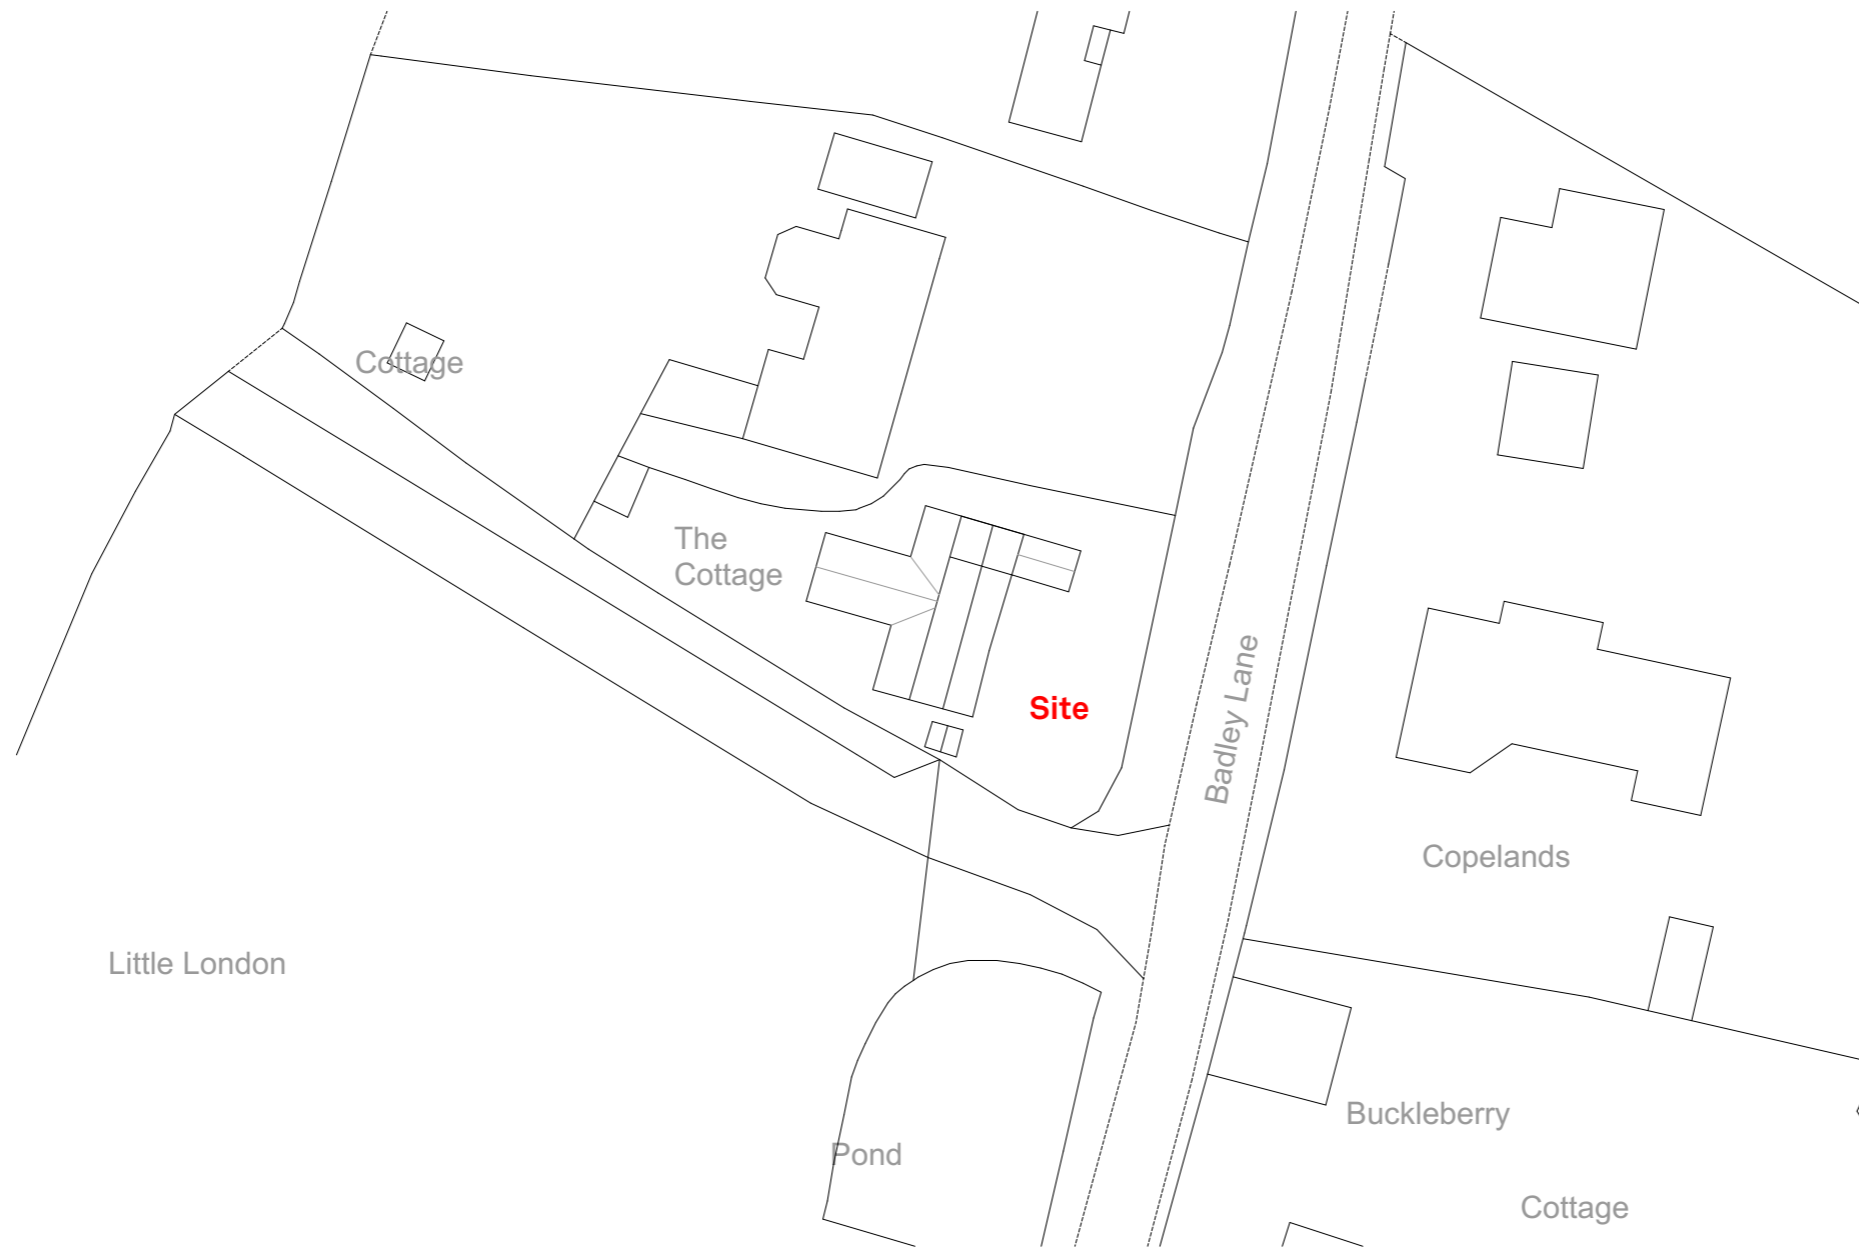 Cottage
The
Cottage
Site
Badley Lane
Copelands
Little London
Buckleberry
Pond
Cottage